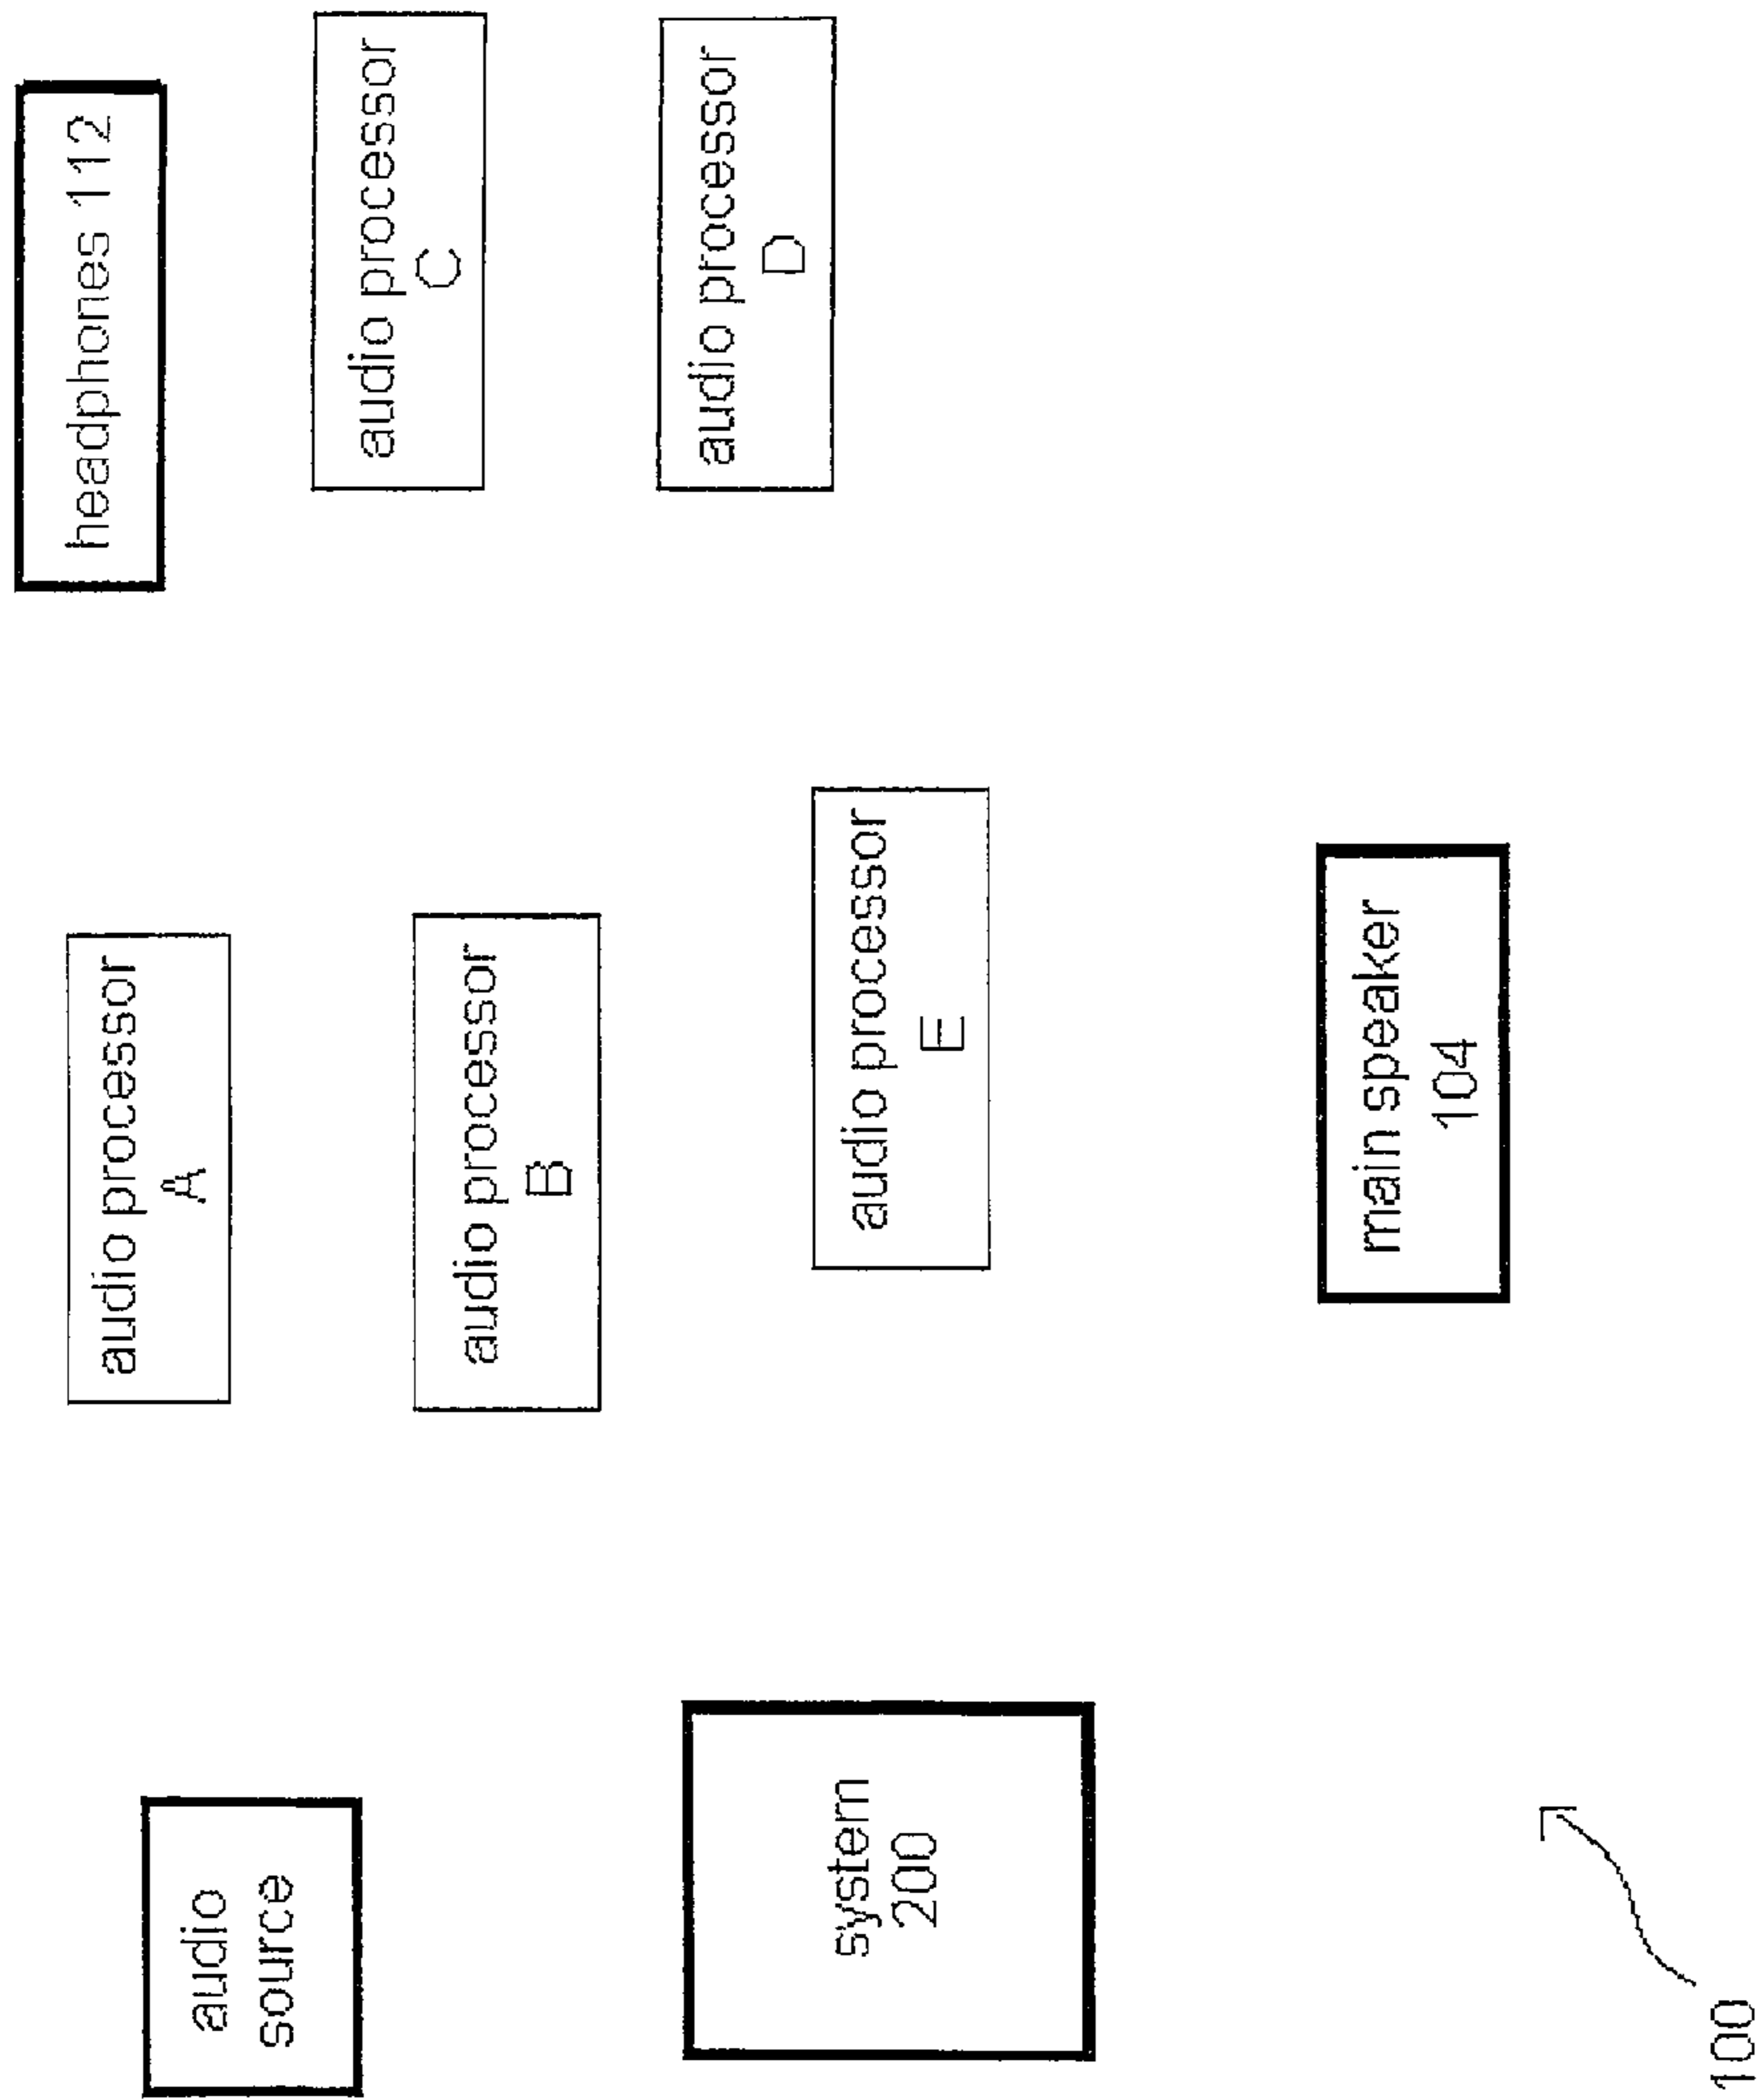 headphones 112
audio processor
A
audio
source
audio processor
C
audio processor
B
audio processor
D
system
200
audio processor
E
main speaker
104
100